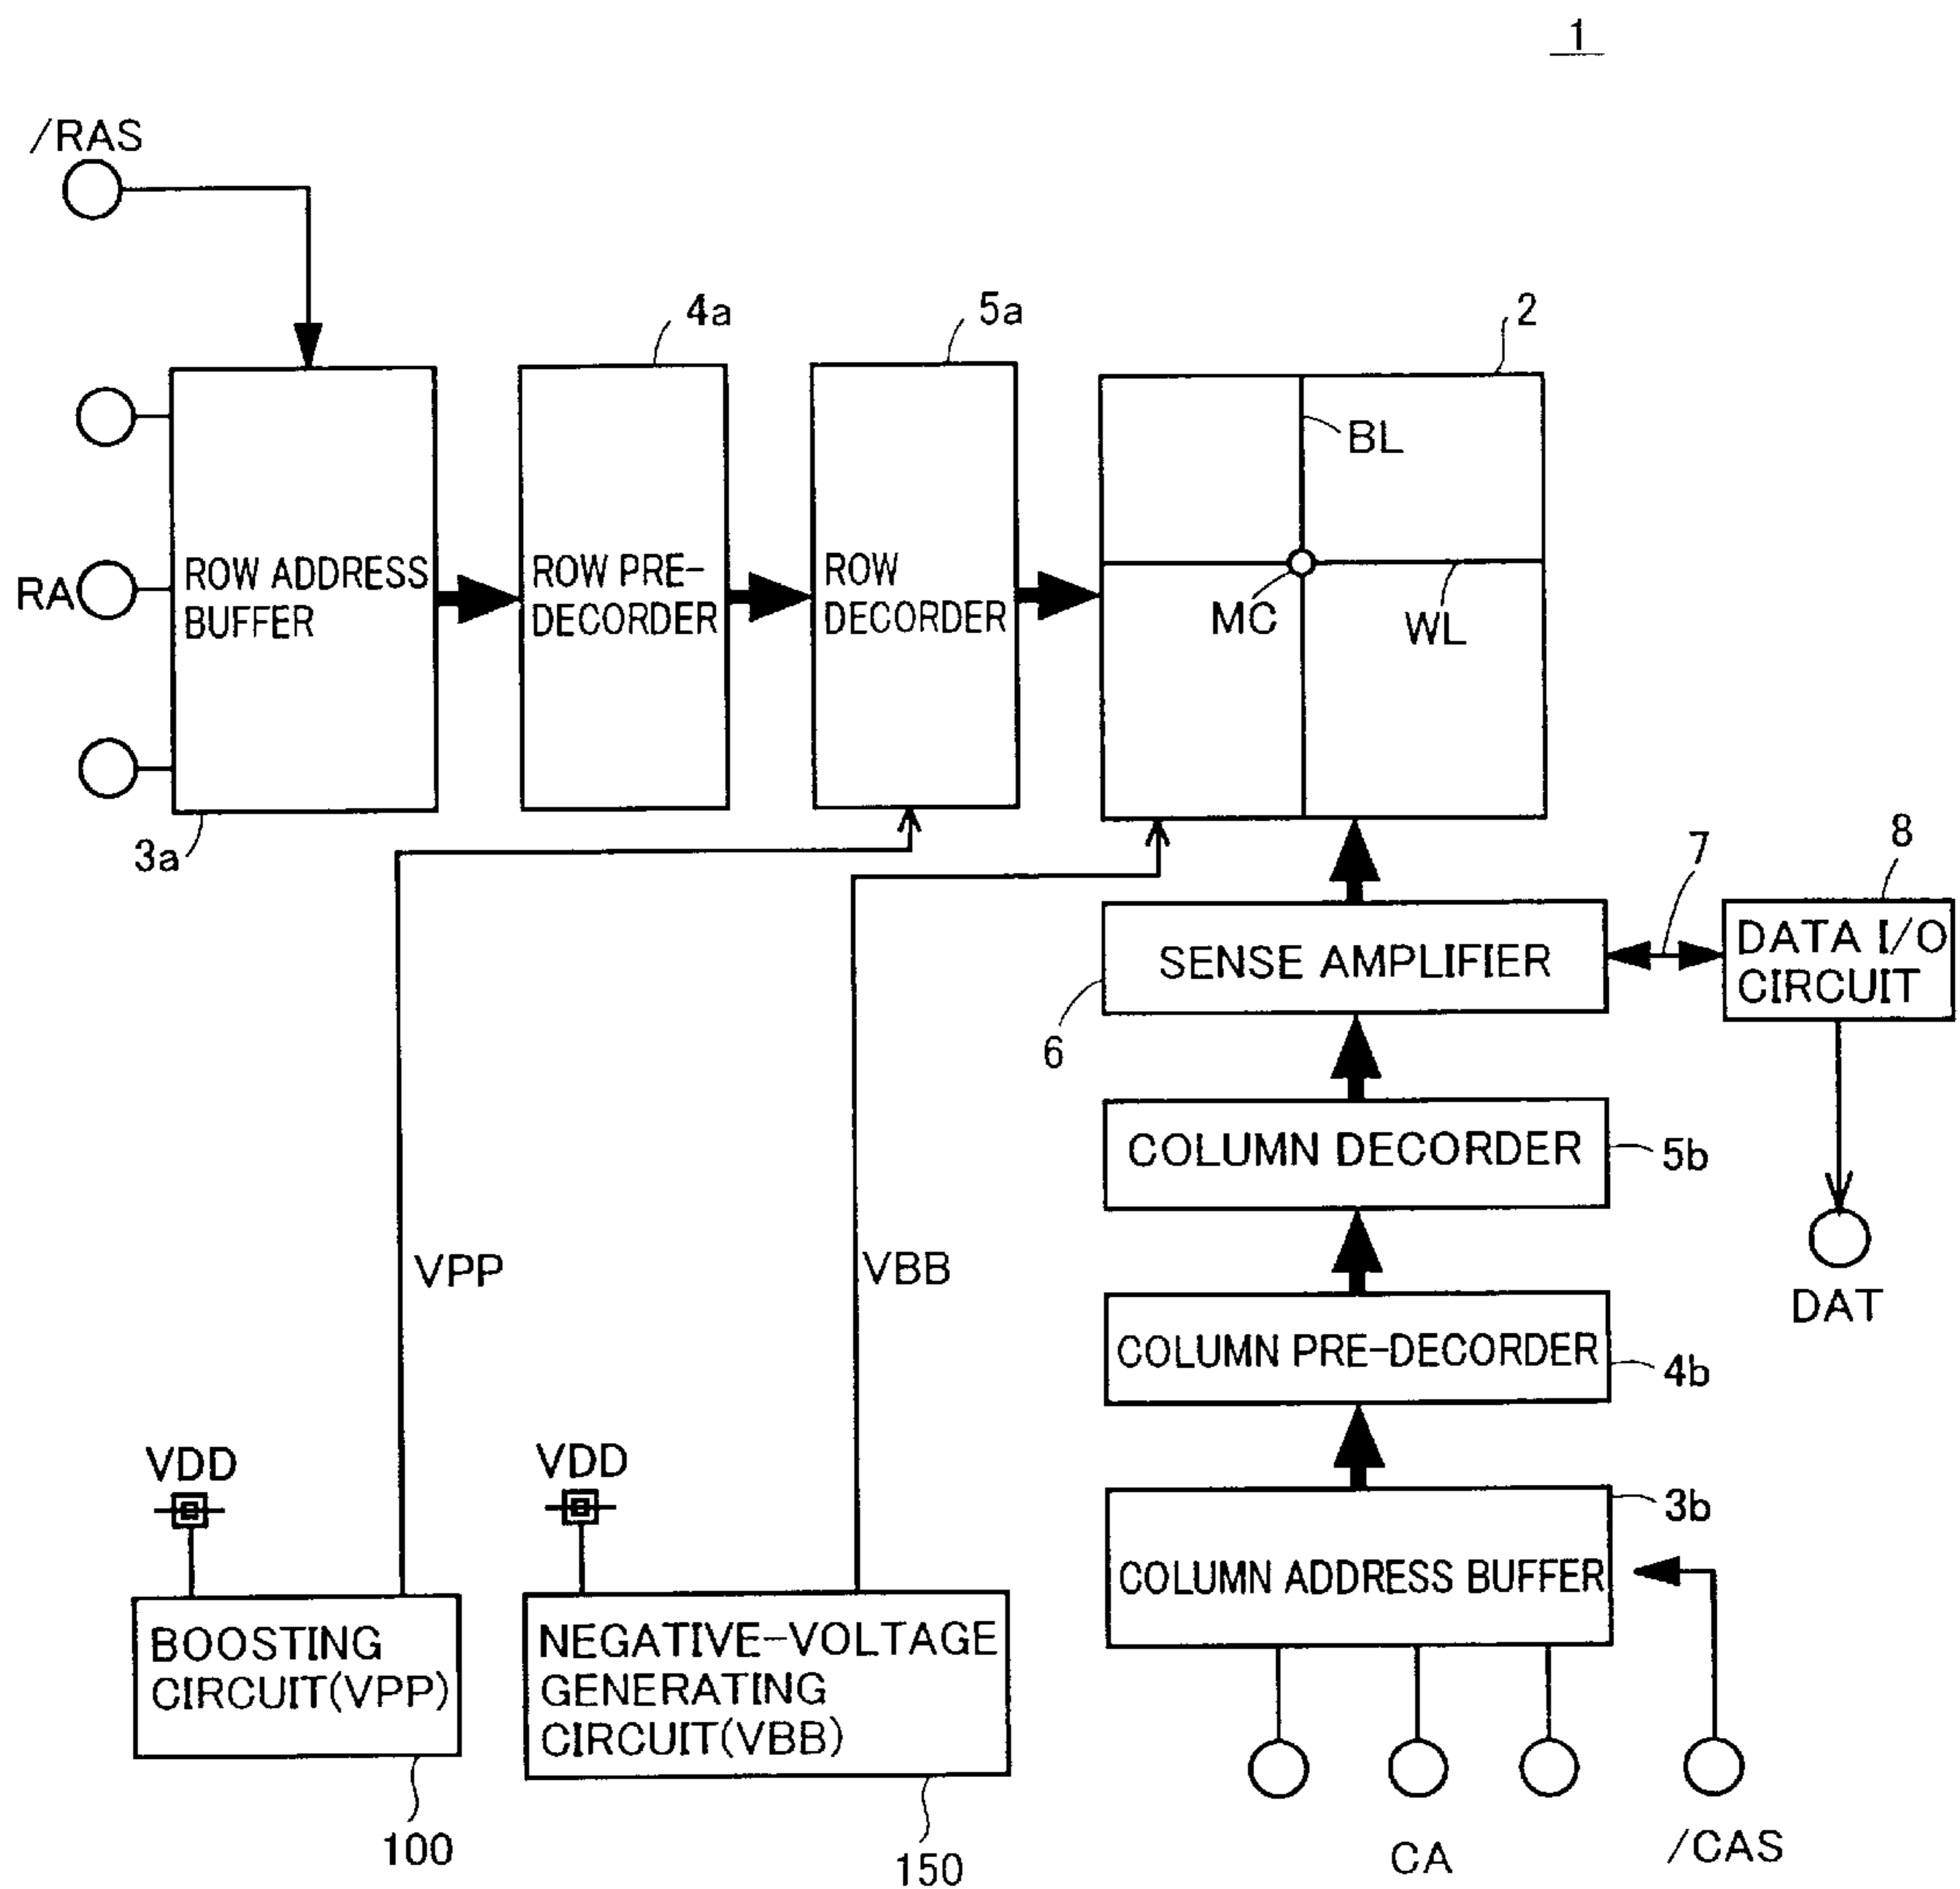 1
/RAS
4a
5a
2
BL
ROW ADDRESS
BUFFER
ROW PRE-
DECORDER
ROW
DECORDER
RA
MC
WL
3a
7
8
SENSE AMPLIFIER
DATA I/O
CIRCUIT
6
COLUMN DECORDER
5b
VPP
VBB
DAT
COLUMN PRE-DECORDER
4b
VDD
VDD
3b
COLUMN ADDRESS BUFFER
BOOSTING
CIRCUIT(VPP)
NEGATIVE-VOLTAGE
GENERATING
CIRCUIT(VBB)
100
150
CA
/CAS